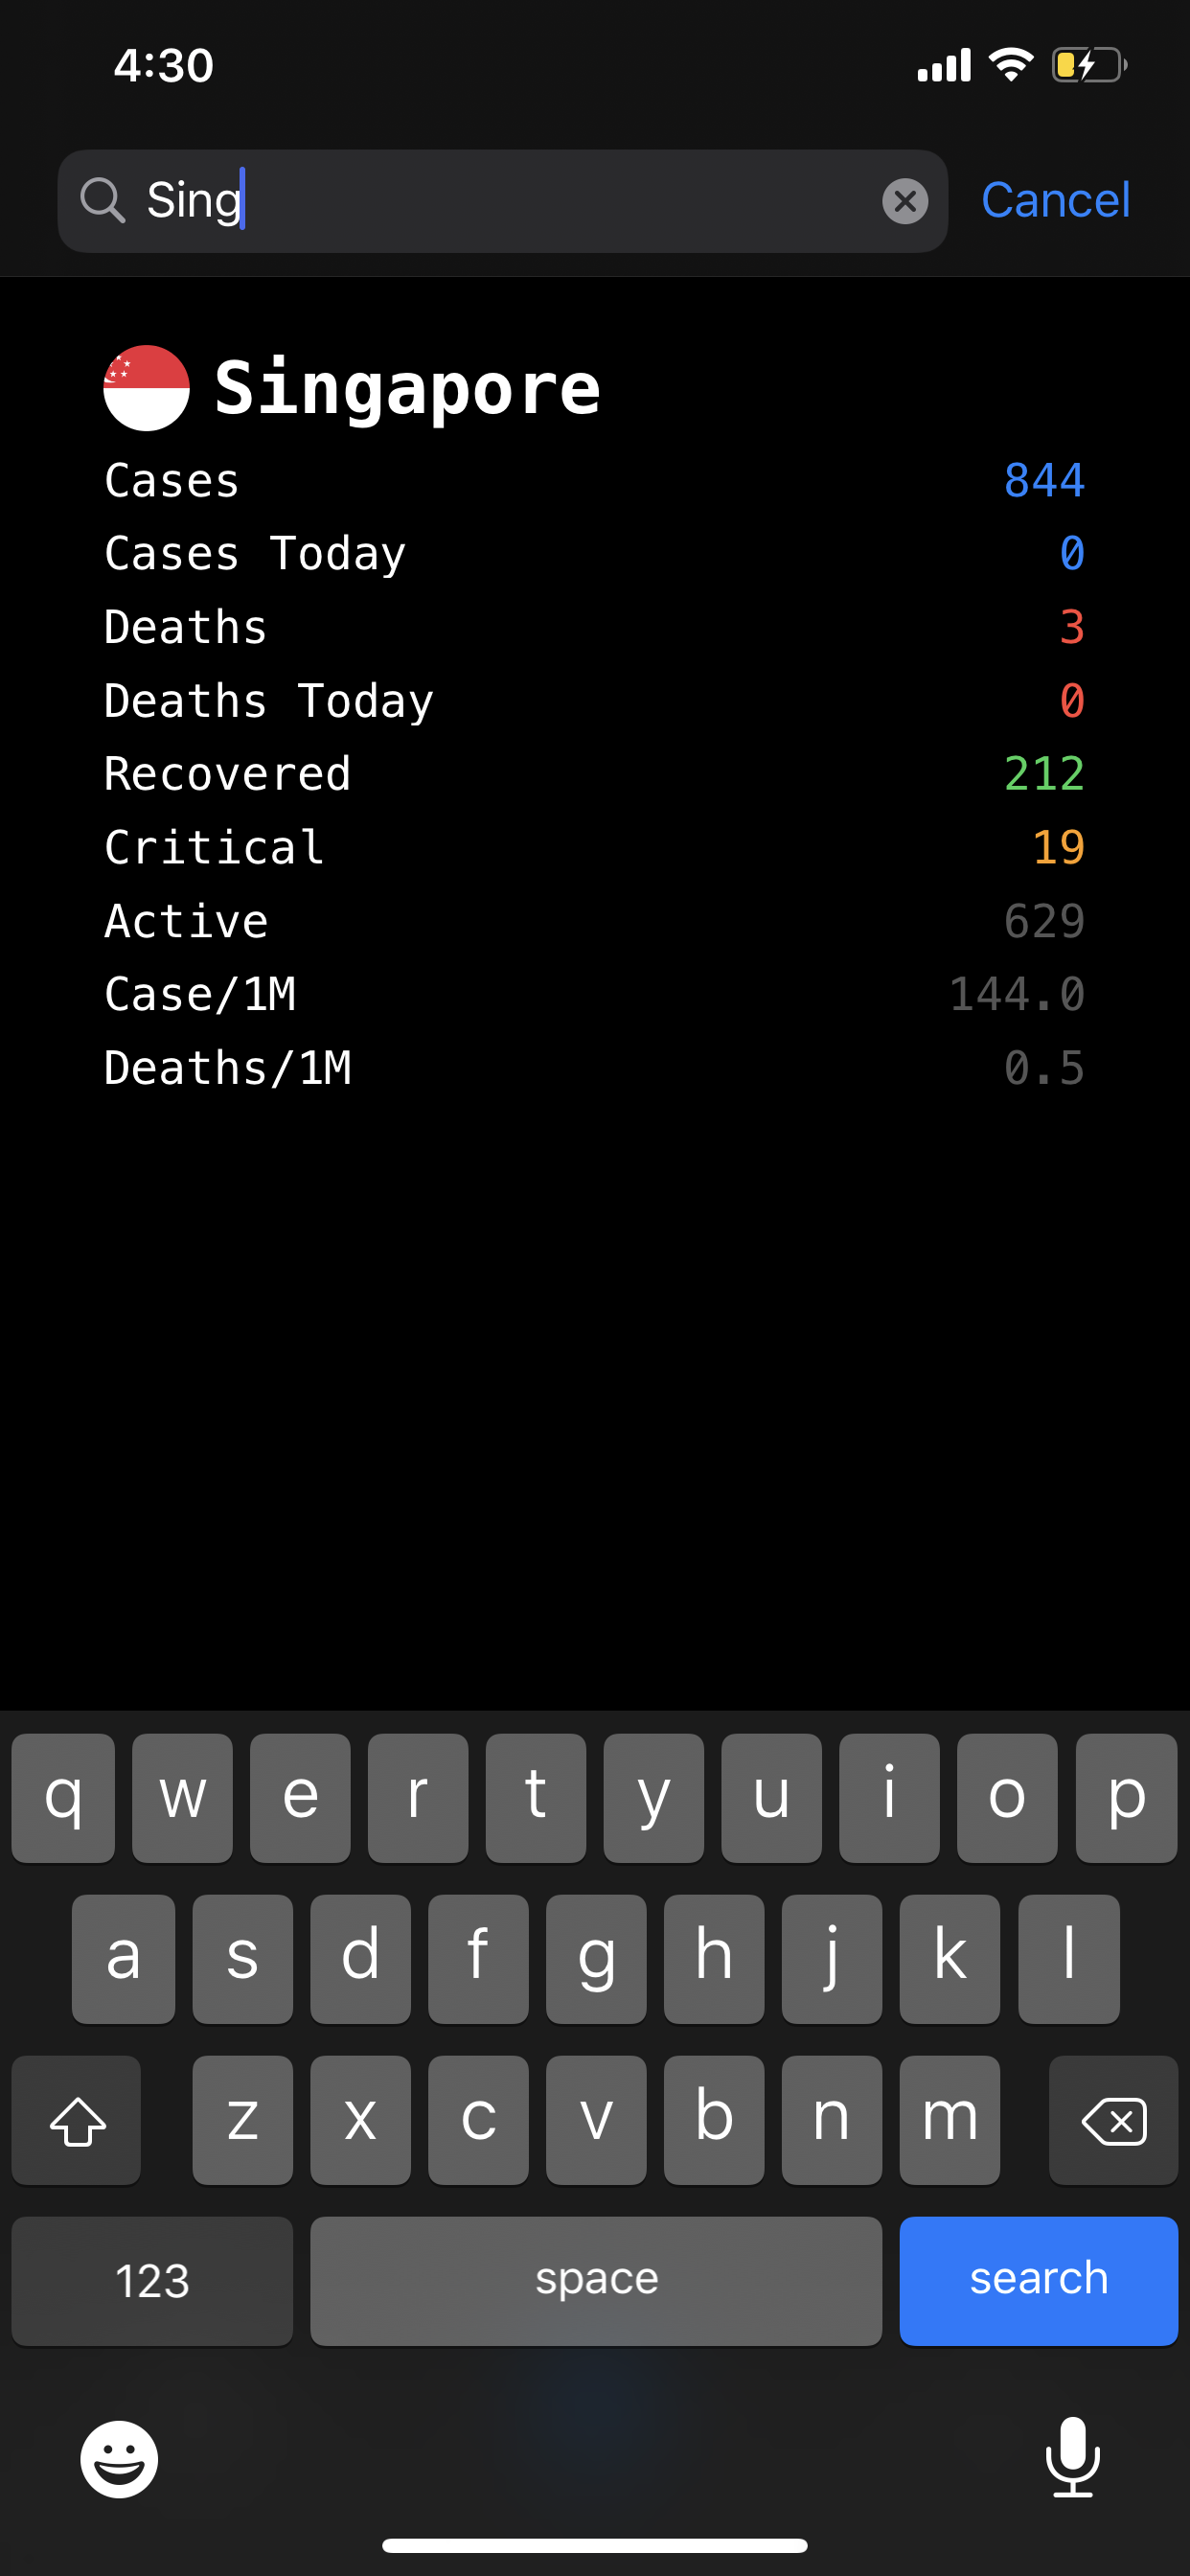 4:30
Sing Cancel
Singapore
Cases 844
Cases Today 0
Deaths 3
Deaths Today 0
Recovered 212
Critical 19
Active 629
Case/1M 144.0
Deaths/1M 0.5
q w e r t y u i o p
a s d f g h j k l
z x c v b n m
123 space search